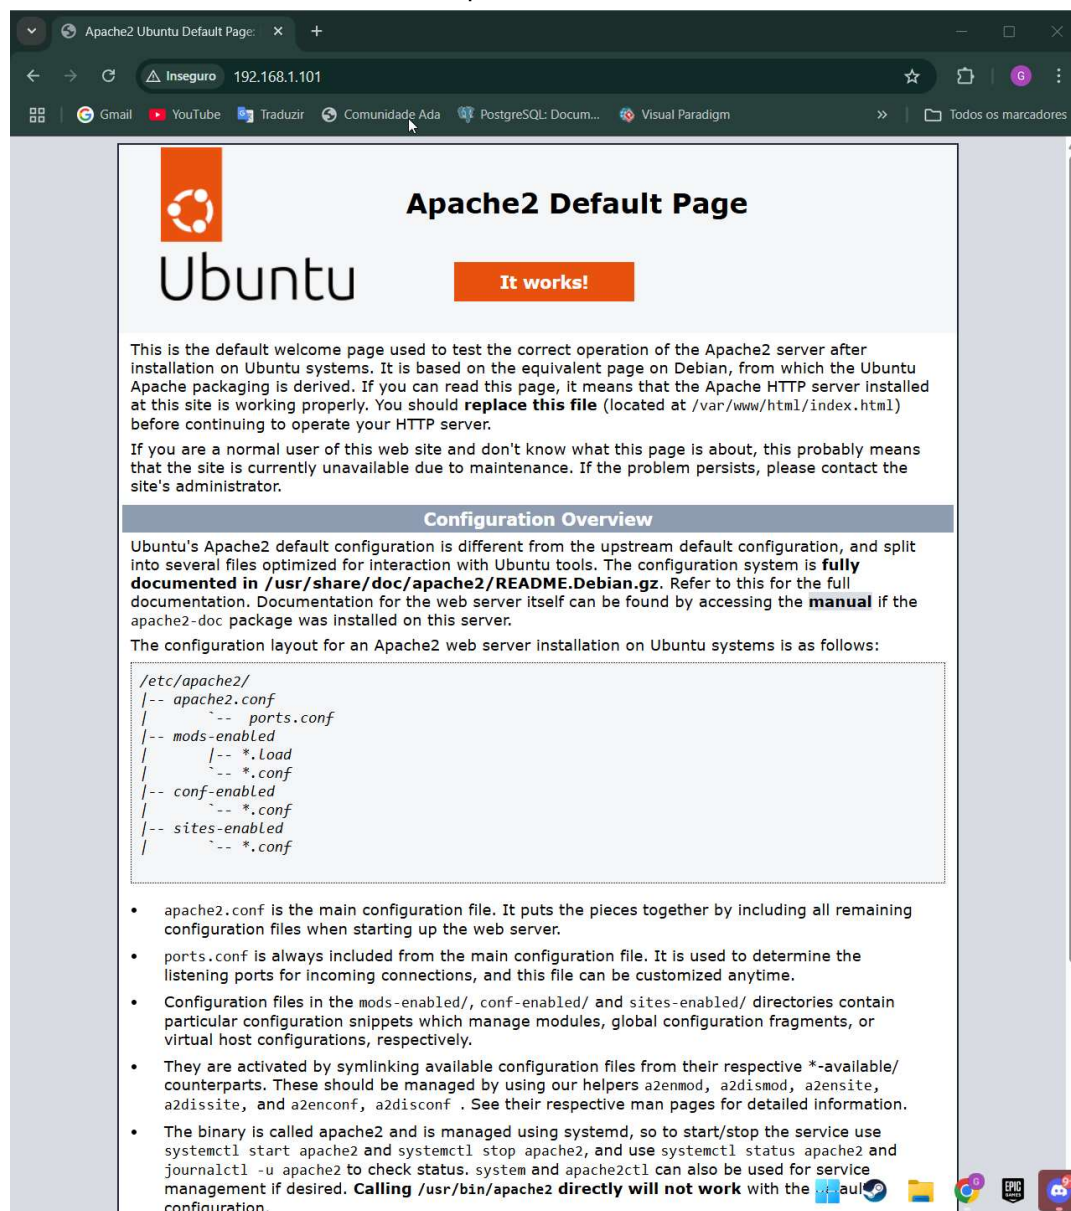 Apache2 Ubuntu Default Page:
Inseguro 192.168.1.101
G
Gmail YouTube Traduzir Comunidade Ada PostgreSQL: Docum... Visual Paradigm » Todos os marcadores
Apache2 Default Page
Ubuntu
It works!
This is the default welcome page used to test the correct operation of the Apache2 server after
installation on Ubuntu systems. It is based on the equivalent page on Debian, from which the Ubuntu
Apache packaging is derived. If you can read this page, it means that the Apache HTTP server installed
at this site is working properly. You should replace this file (located at /var/www/html/index.html)
before continuing to operate your HTTP server.
If you are a normal user of this web site and don't know what this page is about, this probably means
that the site is currently unavailable due to maintenance. If the problem persists, please contact the
site's administrator.
Configuration Overview
Ubuntu's Apache2 default configuration is different from the upstream default configuration, and split
into several files optimized for interaction with Ubuntu tools. The configuration system is fully
documented in /usr/share/doc/apache2/README.Debian.gz. Refer to this for the full
documentation. Documentation for the web server itself can be found by accessing the manual if the
apache2-doc package was installed on this server.
The configuration layout for an Apache2 web server installation on Ubuntu systems is as follows:
/etc/apache2/
|-- apache2.conf
|       `--  ports.conf
|-- mods-enabled
|       |-- *.load
|       `-- *.conf
|-- conf-enabled
|       `-- *.conf
|-- sites-enabled
|       `-- *.conf
• apache2.conf is the main configuration file. It puts the pieces together by including all remaining
configuration files when starting up the web server.
• ports.conf is always included from the main configuration file. It is used to determine the
listening ports for incoming connections, and this file can be customized anytime.
• Configuration files in the mods-enabled/, conf-enabled/ and sites-enabled/ directories contain
particular configuration snippets which manage modules, global configuration fragments, or
virtual host configurations, respectively.
• They are activated by symlinking available configuration files from their respective *-available/
counterparts. These should be managed by using our helpers a2enmod, a2dismod, a2ensite,
a2dissite, and a2enconf, a2disconf . See their respective man pages for detailed information.
• The binary is called apache2 and is managed using systemd, so to start/stop the service use
systemctl start apache2 and systemctl stop apache2, and use systemctl status apache2 and
journalctl -u apache2 to check status. system and apache2ctl can also be used for service
management if desired. Calling /usr/bin/apache2 directly will not work with the
configuration.
EPIC
GAMES